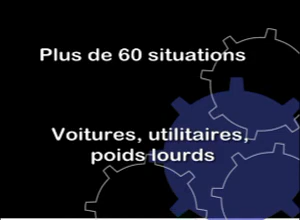 Plus de 60 situations
Voitures, utilitaires,
poids lourds